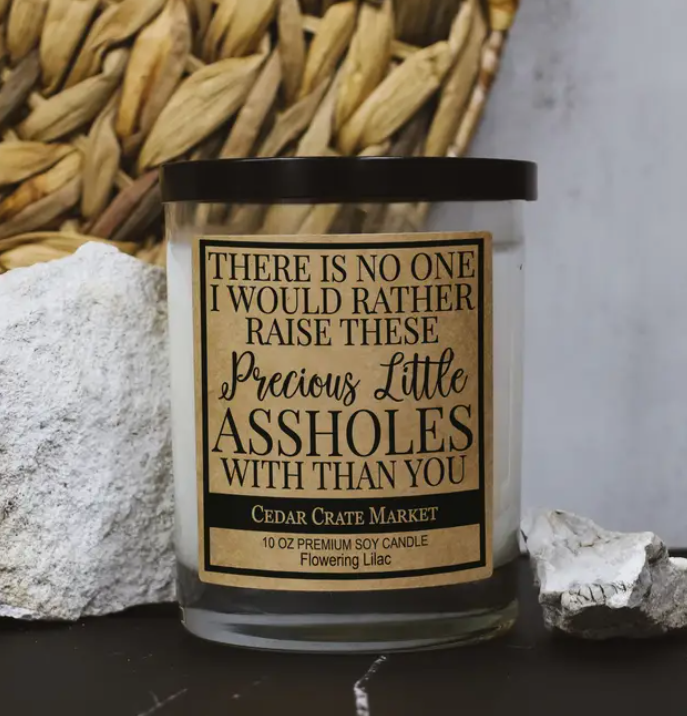 THERE IS NO ONE
I WOULD RATHER
RAISE THESE
Precious Little
ASSHOLES
WITH THAN YOU
CEDAR CRATE MARKET
10 OZ PREMIUM SOY CANDLE
Flowering Lilac